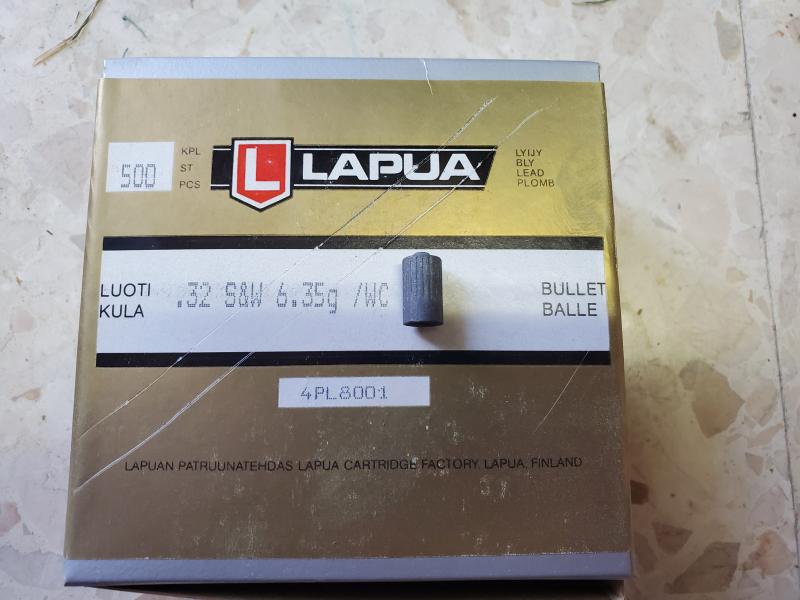 500
KPL
ST
PCS
L LAPUA
LYIJY
BLY
LEAD
PLOMB
LUOTI
KULA
.32 S&W 6.35g /WC
BULLET
BALLE
4PL8001
LAPUAN PATRUUNATEHDAS LAPUA CARTRIDGE FACTORY, LAPUA, FINLAND